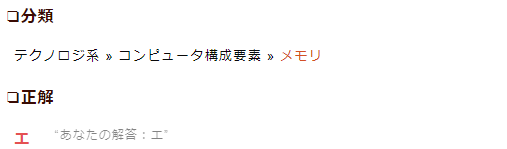 ❏分類
テクノロジ系 » コンピュータ構成要素 » メモリ
❏正解
エ “あなたの解答：エ”